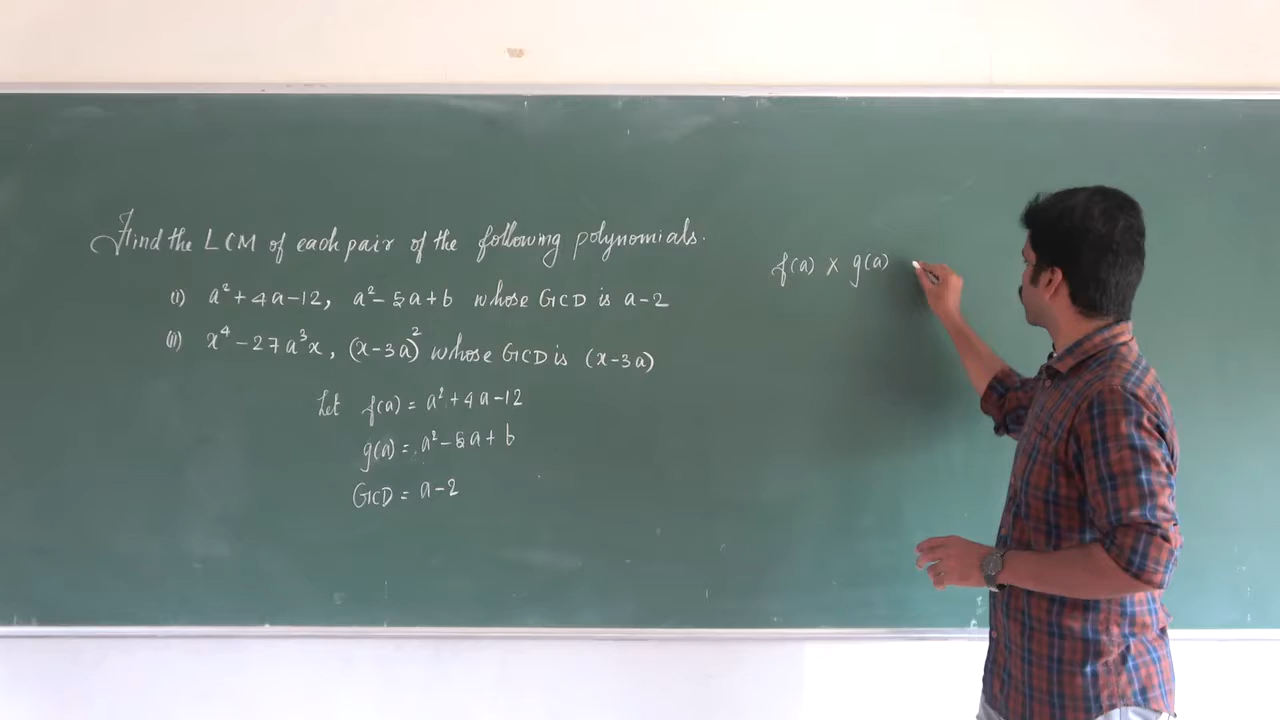 Find the LCM of each pair of the following polynomials.
(i) a² + 4a - 12, a² - 5a + 6 whose GCD is a - 2
(ii) x⁴ - 27a³x, (x - 3a)² whose GCD is (x - 3a)
Let f(a) = a² + 4a - 12
g(a) = a² - 5a + 6
GCD = a - 2
f(a) × g(a)